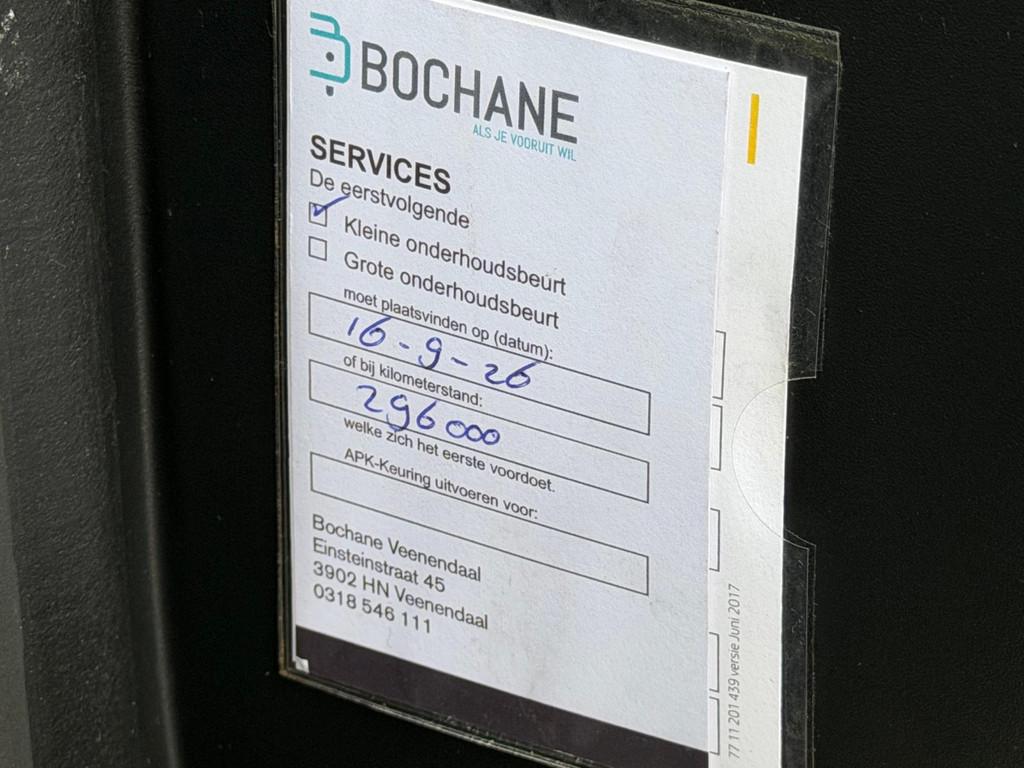 BOCHANE
ALS JE VOORUIT WIL
SERVICES
De eerstvolgende
Kleine onderhoudsbeurt
Grote onderhoudsbeurt
moet plaatsvinden op (datum):
16-9-26
of bij kilometerstand:
296000
welke zich het eerste voordoet.
APK-Keuring uitvoeren voor:
Bochane Veenendaal
Einsteinstraat 45
3902 HN Veenendaal
0318 546 111
77 11 201 439 versie Juni 2017